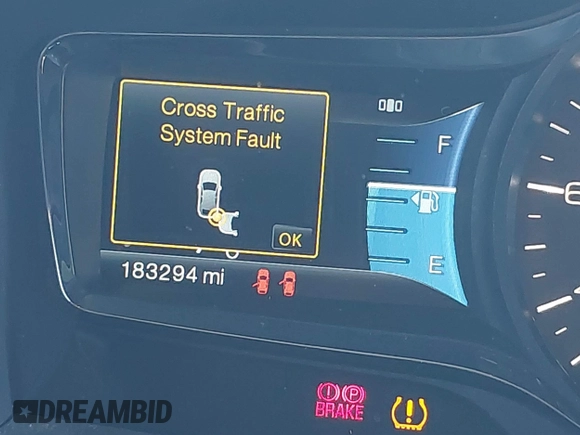 Cross Traffic
System Fault
OK
F
E
183294 mi
BRAKE
DREAMBID